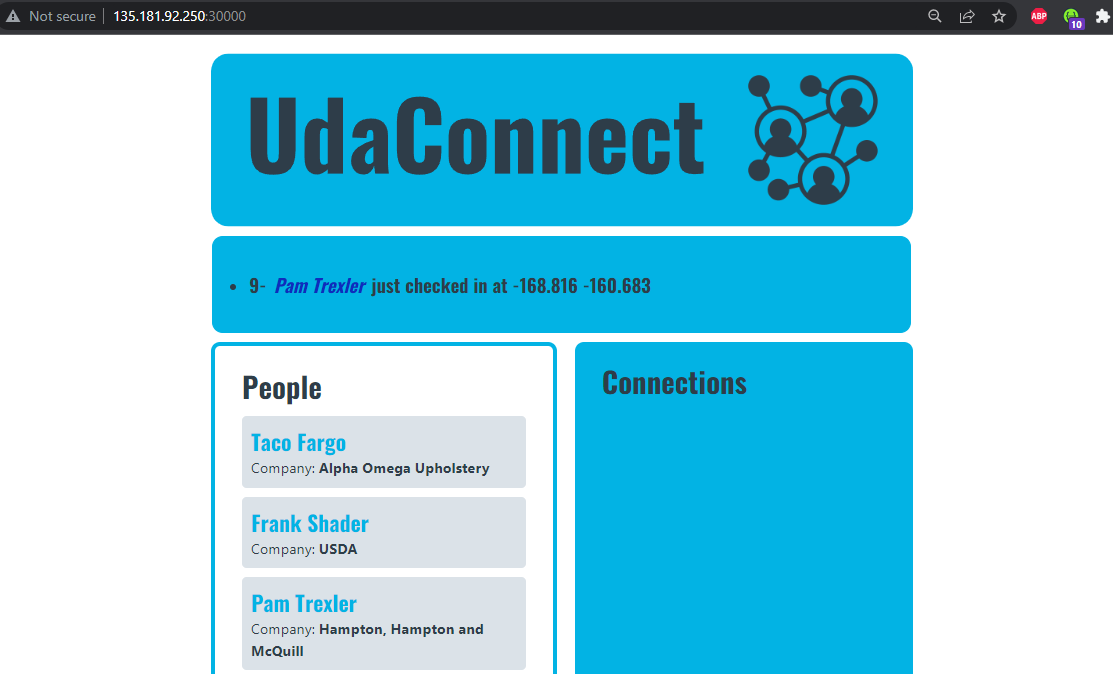 Not secure 135.181.92.250:30000
ABP
10
UdaConnect
9- Pam Trexler just checked in at -168.816 -160.683
People
Connections
Taco Fargo
Company: Alpha Omega Upholstery
Frank Shader
Company: USDA
Pam Trexler
Company: Hampton, Hampton and
McQuill